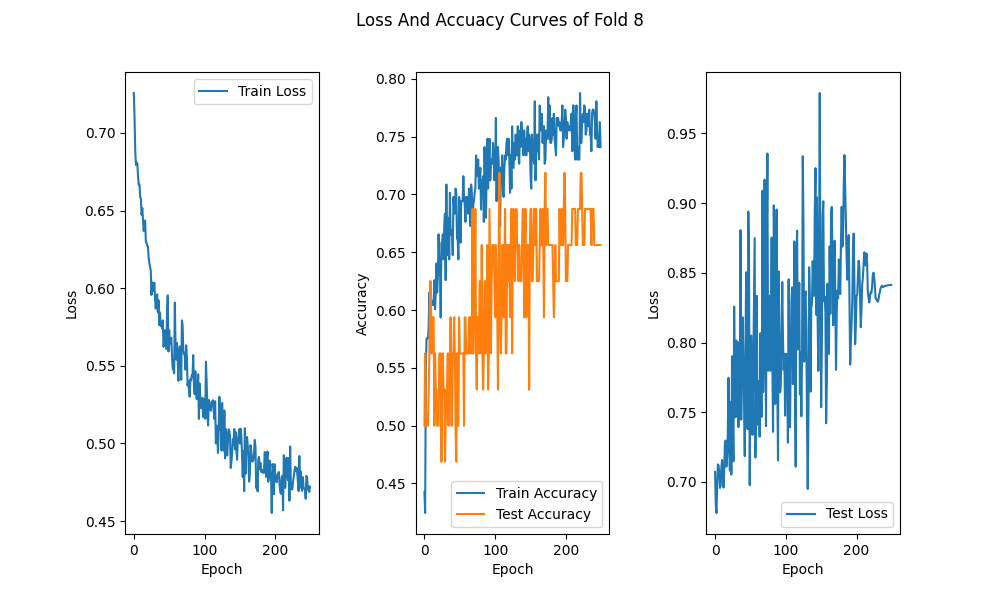 Loss And Accuacy Curves of Fold 8
Train Loss
0.70
0.65
0.60
0.55
0.50
0.45
Loss
0
100
200
Epoch
0.80
0.75
0.70
0.65
0.60
0.55
0.50
0.45
Accuracy
Train Accuracy
Test Accuracy
0
100
200
Epoch
0.95
0.90
0.85
0.80
0.75
0.70
Loss
Test Loss
0
100
200
Epoch